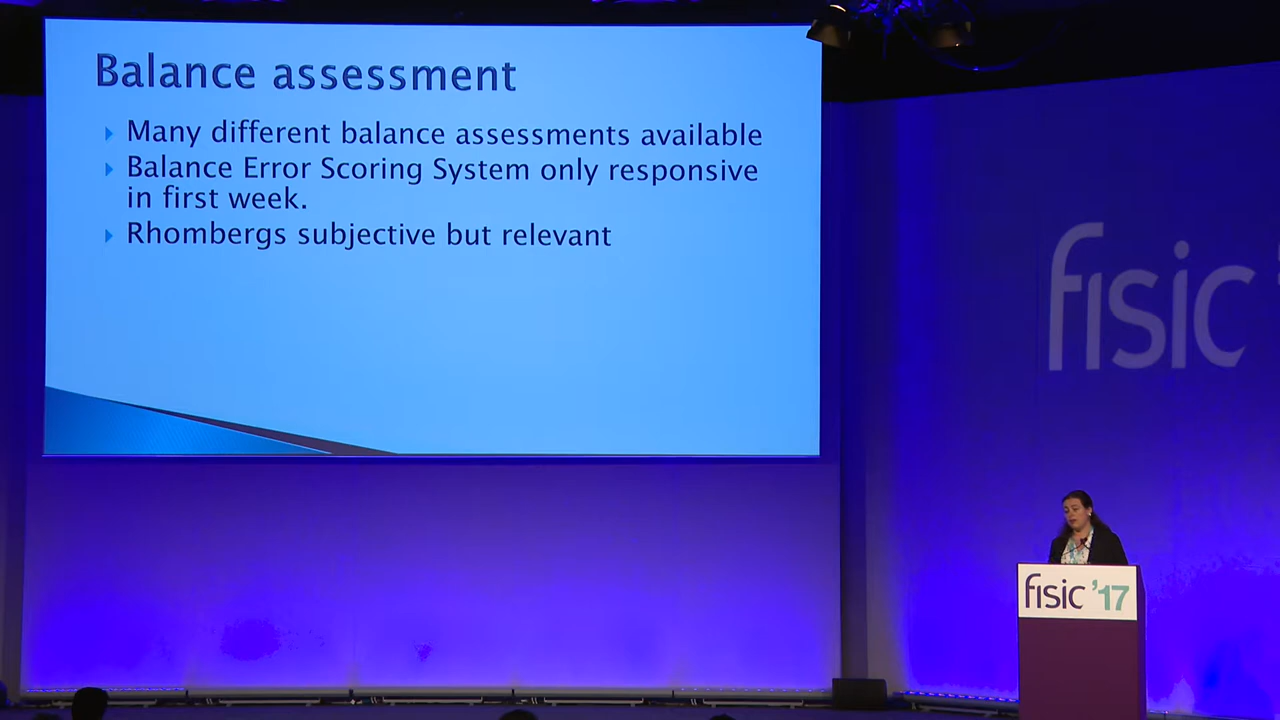 Balance assessment
Many different balance assessments available
Balance Error Scoring System only responsive
in first week.
Rhombergs subjective but relevant
fisic
fisic '17